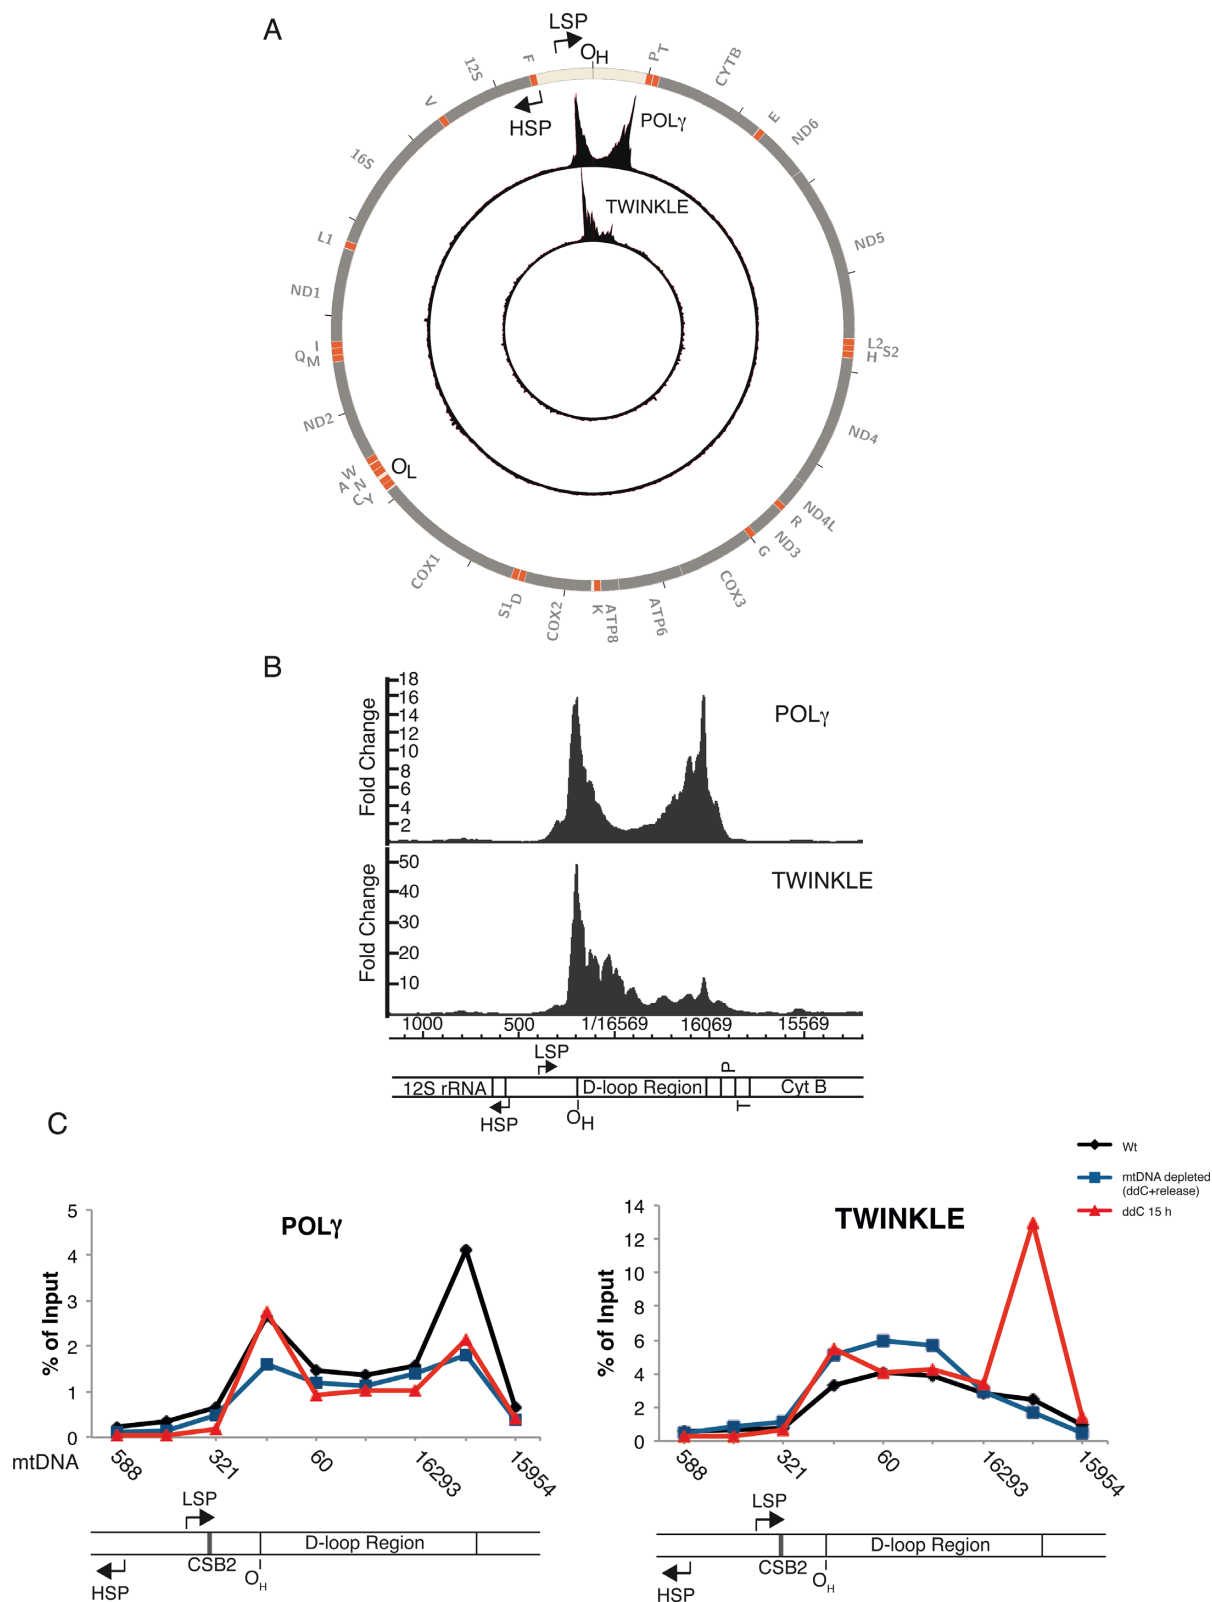 A
LSP
OH
HSP
POLγ
TWINKLE
OL
F
12S
V
16S
L1
ND1
I
Q
M
ND2
W
A
N
C
Y
COX1
S1
D
COX2
K
ATP8
ATP6
COX3
G
ND3
R
ND4L
ND4
L2
S2
H
ND5
ND6
E
CYTB
T
P
B
Fold Change
18
16
14
12
10
8
6
4
2
POLγ
Fold Change
50
40
30
20
10
TWINKLE
1000 500 1/16569 16069 15569
LSP
P
12S rRNA D-loop Region Cyt B
HSP OH T
C
Wt
mtDNA depleted
(ddC+release)
ddC 15 h
POLγ
% of Input
5
4
3
2
1
0
mtDNA 588 321 60 16293 15954
LSP
D-loop Region
CSB2
OH
HSP
TWINKLE
% of Input
14
12
10
8
6
4
2
0
588 321 60 16293 15954
LSP
D-loop Region
CSB2
OH
HSP